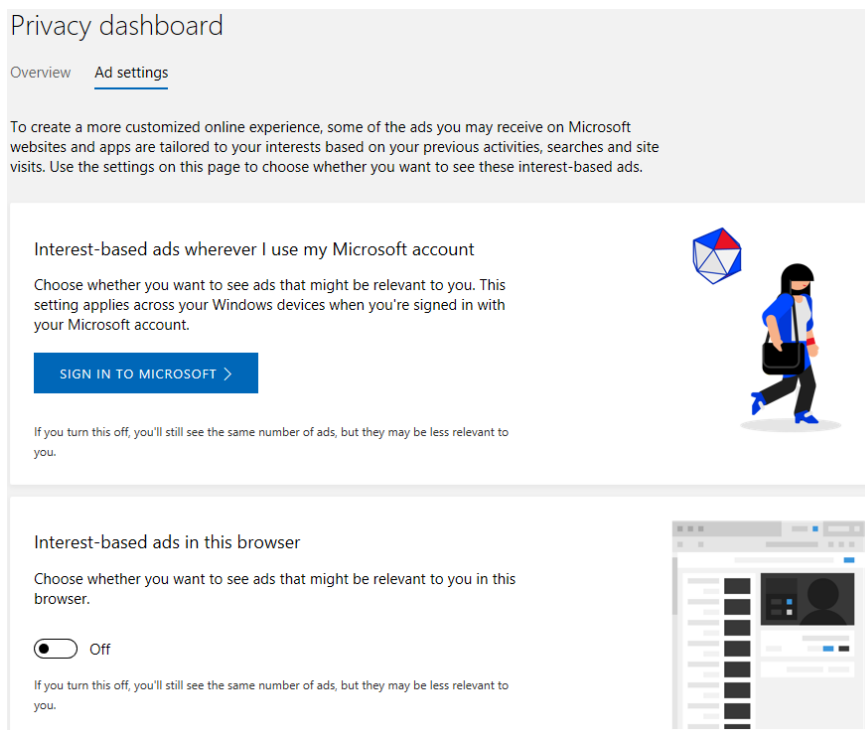 Privacy dashboard
Overview Ad settings
To create a more customized online experience, some of the ads you may receive on Microsoft
websites and apps are tailored to your interests based on your previous activities, searches and site
visits. Use the settings on this page to choose whether you want to see these interest-based ads.
Interest-based ads wherever I use my Microsoft account
Choose whether you want to see ads that might be relevant to you. This
setting applies across your Windows devices when you're signed in with
your Microsoft account.
SIGN IN TO MICROSOFT >
If you turn this off, you'll still see the same number of ads, but they may be less relevant to
you.
Interest-based ads in this browser
Choose whether you want to see ads that might be relevant to you in this
browser.
Off
If you turn this off, you'll still see the same number of ads, but they may be less relevant to
you.